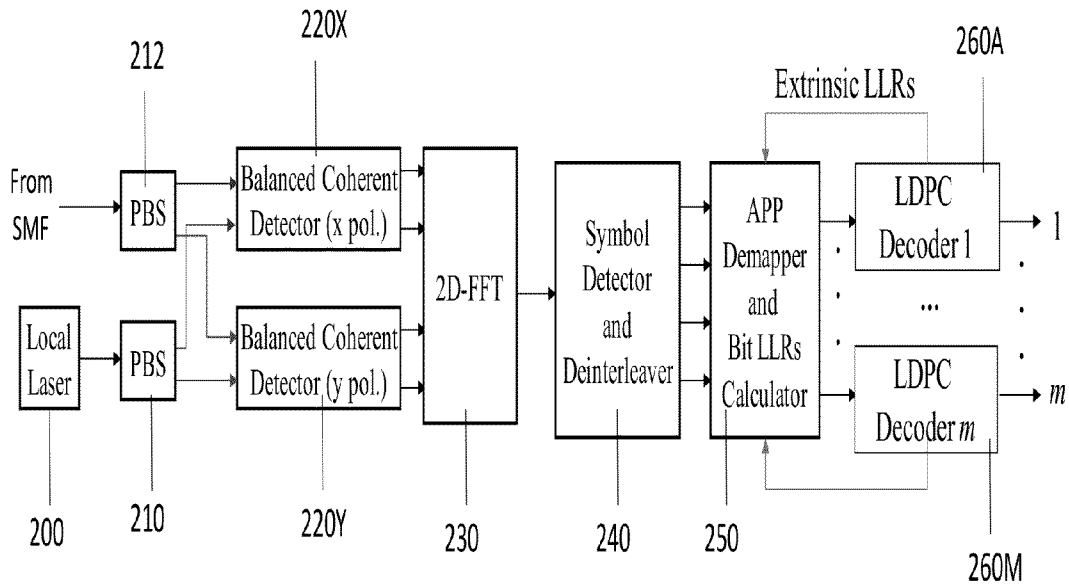 212
220X
260A
Extrinsic LLRs
From
SMF
PBS
Balanced Coherent
Detector (x pol.)
2D-FFT
Symbol
Detector
and
Deinterleaver
APP
Demapper
and
Bit LLRs
Calculator
LDPC
Decoder 1
1
...
Local
Laser
PBS
Balanced Coherent
Detector (y pol.)
LDPC
Decoder m
m
200
210
220Y
230
240
250
260M